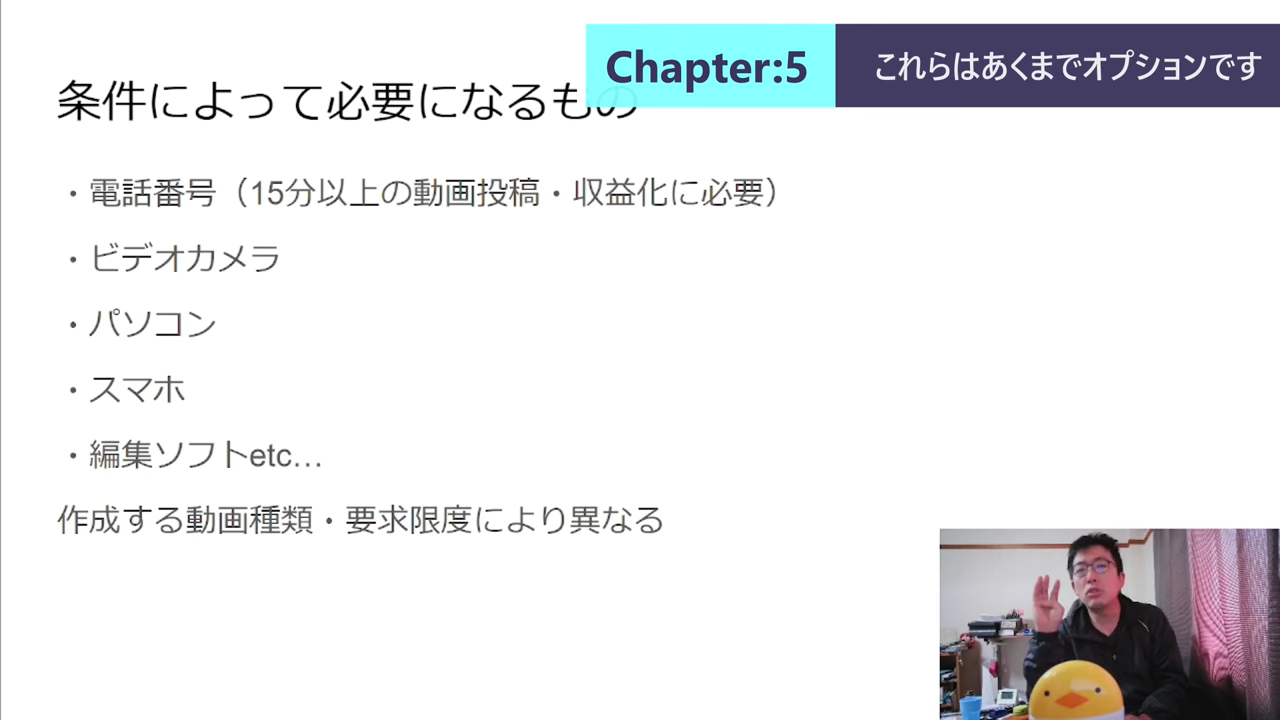 Chapter:5
これらはあくまでオプションです
条件によって必要になるもの
・電話番号（15分以上の動画投稿・収益化に必要）
・ビデオカメラ
・パソコン
・スマホ
・編集ソフトetc…
作成する動画種類・要求限度により異なる